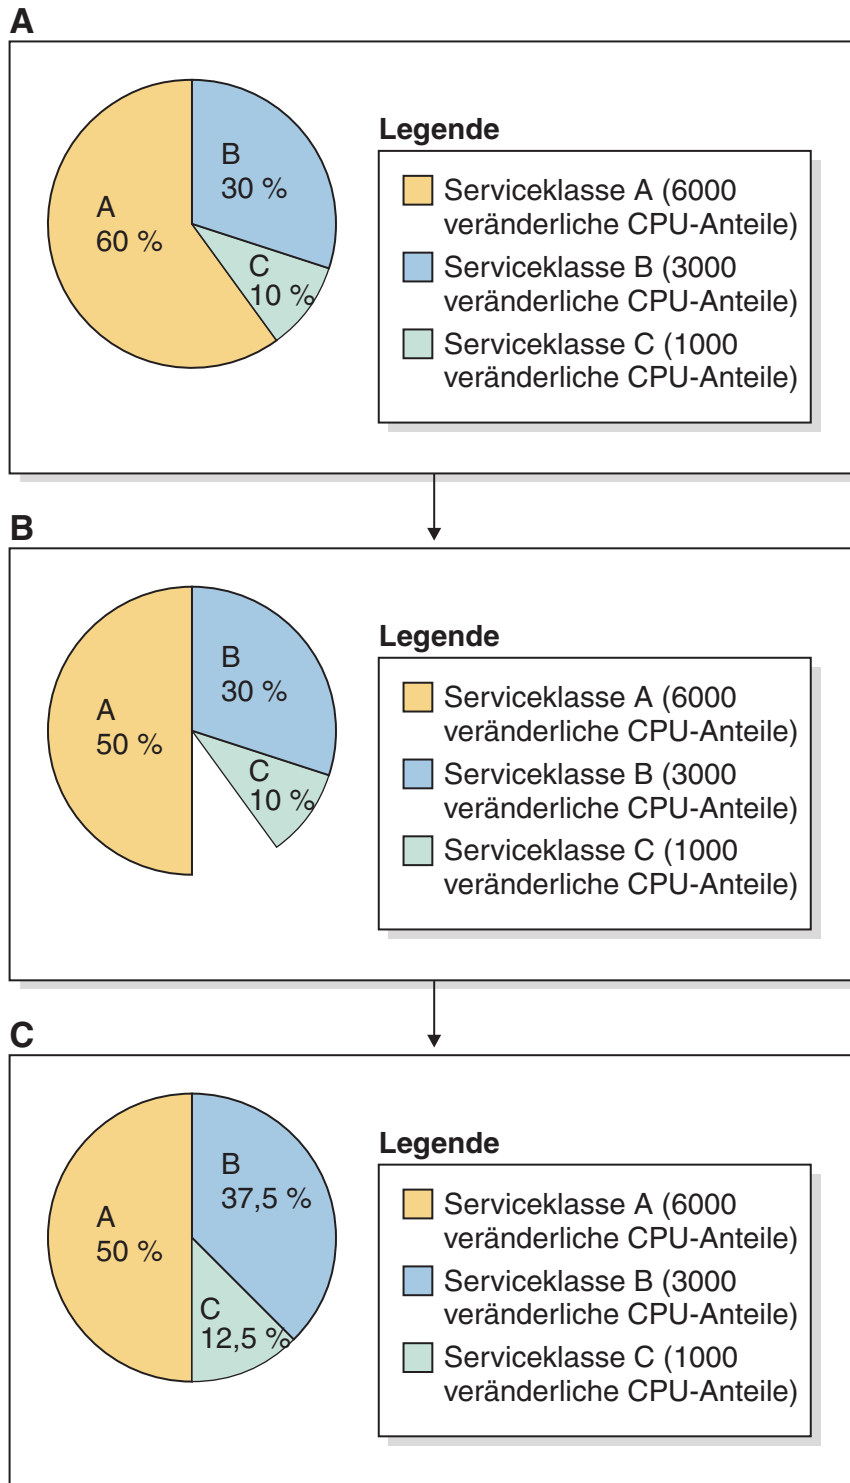 A
B
30 %
A
60 %
C
10 %
Legende
Serviceklasse A (6000
veränderliche CPU-Anteile)
Serviceklasse B (3000
veränderliche CPU-Anteile)
Serviceklasse C (1000
veränderliche CPU-Anteile)
B
B
30 %
A
50 %
C
10 %
Legende
Serviceklasse A (6000
veränderliche CPU-Anteile)
Serviceklasse B (3000
veränderliche CPU-Anteile)
Serviceklasse C (1000
veränderliche CPU-Anteile)
C
B
37,5 %
A
50 %
C
12,5 %
Legende
Serviceklasse A (6000
veränderliche CPU-Anteile)
Serviceklasse B (3000
veränderliche CPU-Anteile)
Serviceklasse C (1000
veränderliche CPU-Anteile)